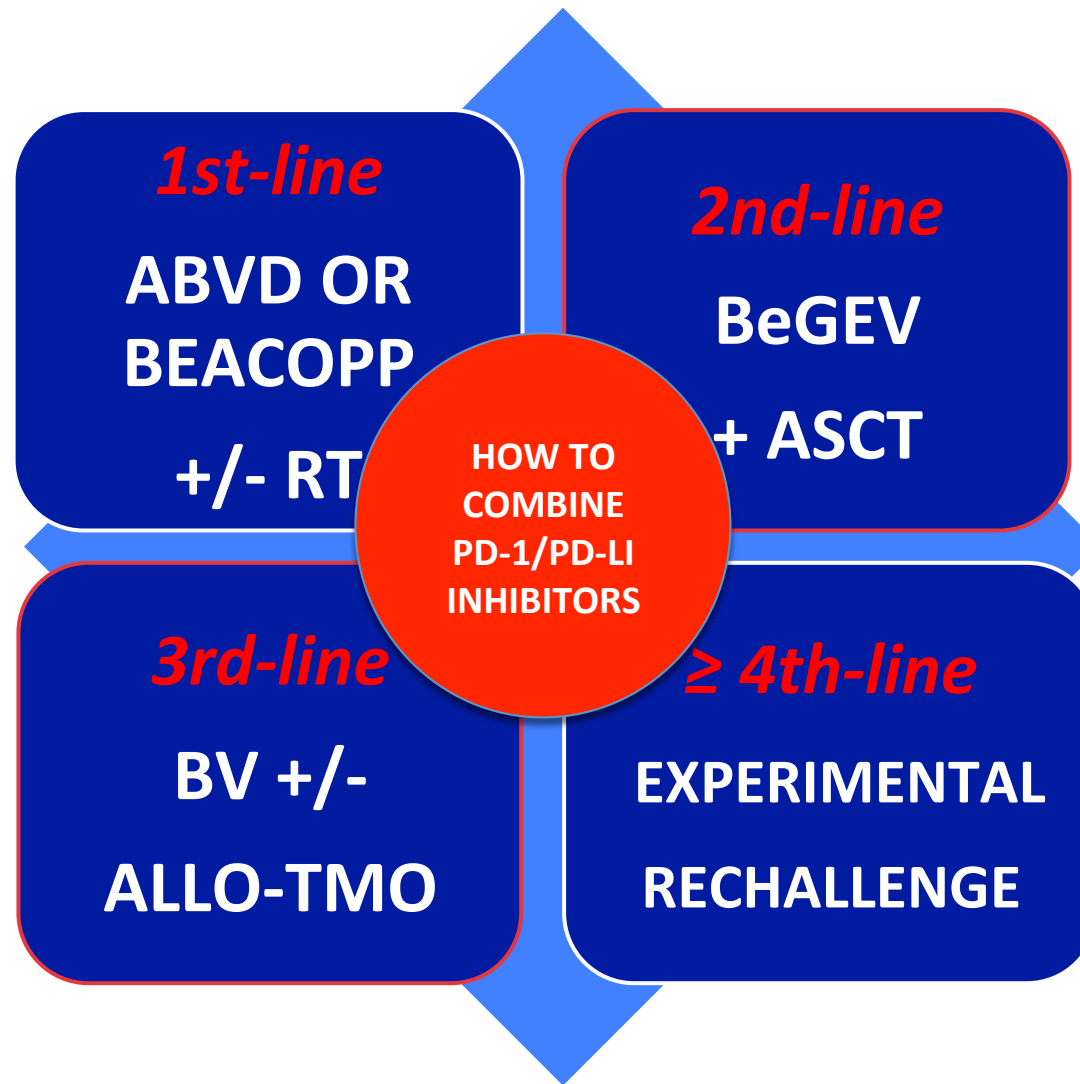 1st-line
ABVD OR
BEACOPP
+/- RT
2nd-line
BeGEV
+ ASCT
HOW TO
COMBINE
PD-1/PD-LI
INHIBITORS
3rd-line
BV +/-
ALLO-TMO
≥ 4th-line
EXPERIMENTAL
RECHALLENGE